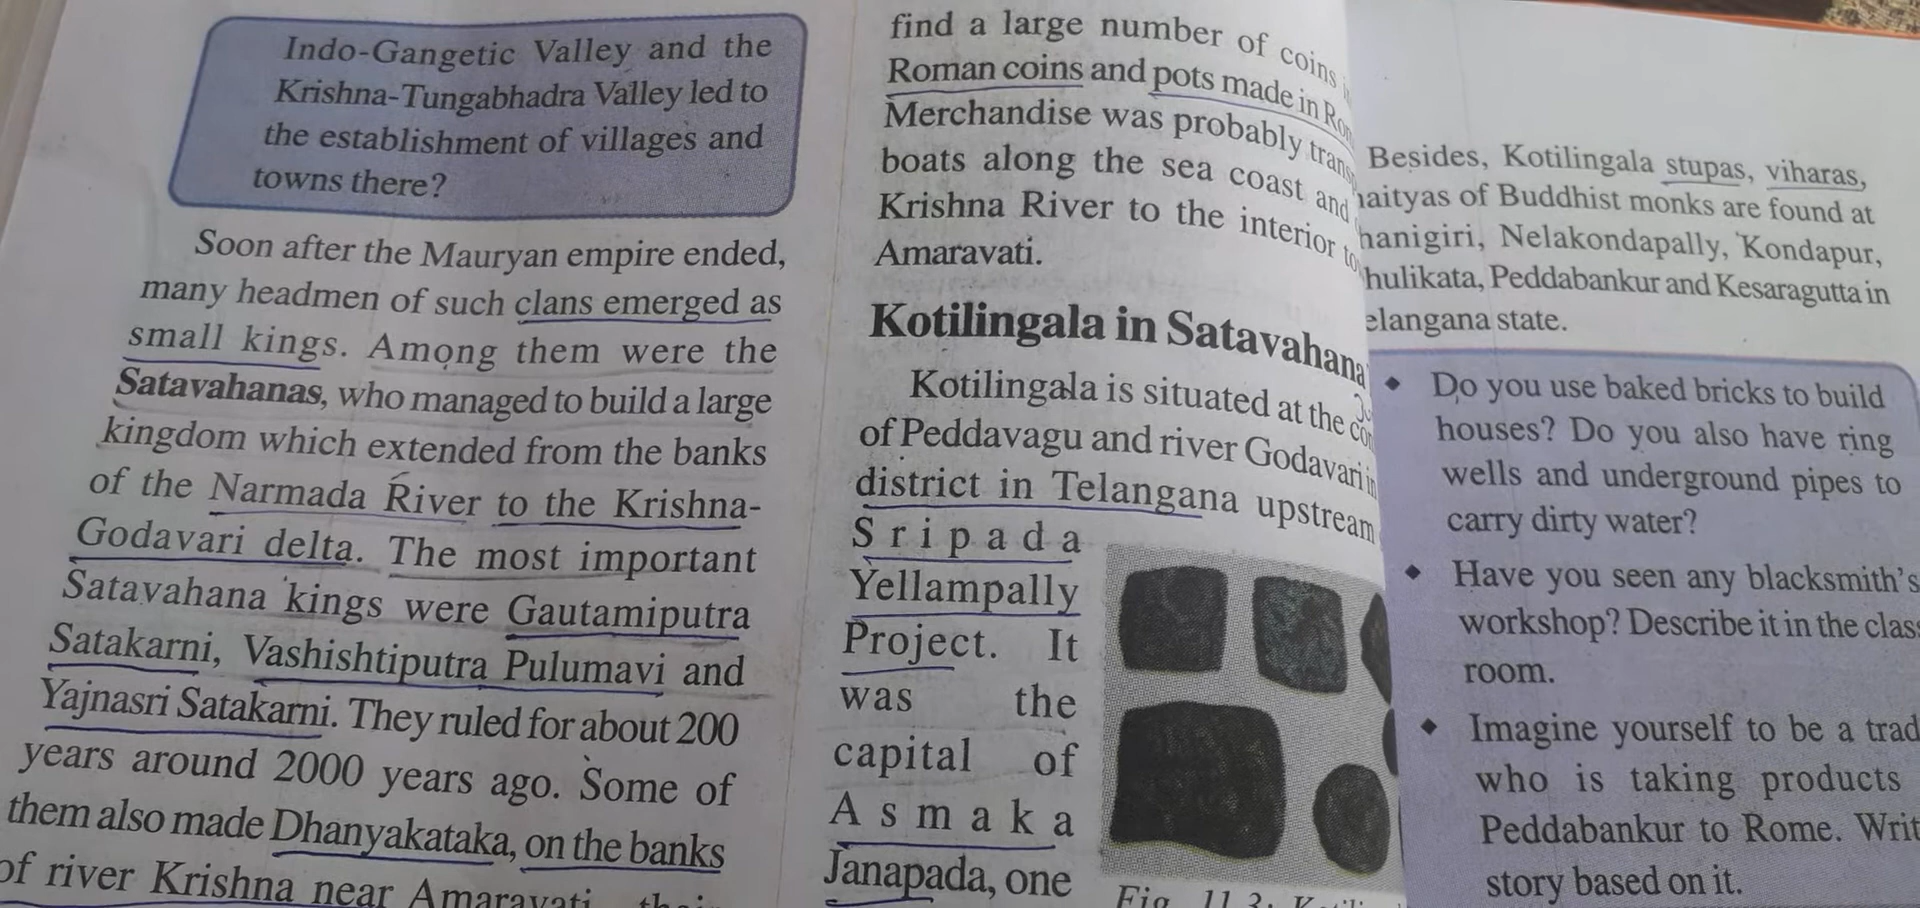 Indo-Gangetic Valley and the
Krishna-Tungabhadra Valley led to
the establishment of villages and
towns there?
Soon after the Mauryan empire ended,
many headmen of such clans emerged as
small kings. Among them were the
Satavahanas, who managed to build a large
kingdom which extended from the banks
of the Narmada River to the Krishna-
Godavari delta. The most important
Satavahana kings were Gautamiputra
Satakarni, Vashishtiputra Pulumavi and
Yajnasri Satakarni. They ruled for about 200
years around 2000 years ago. Some of
them also made Dhanyakataka, on the banks
of river Krishna near Amaravati,
find a large number of coins
Roman coins and pots made in
Merchandise was probably
boats along the sea coast and
Krishna River to the interior
Amaravati.
Kotilingala in Satavahana
Kotilingala is situated at the
of Peddavagu and river Godavari
district in Telangana upstream
Sripada
Yellampally
Project. It
was the
capital of
Asmaka
Janapada, one
Fig. 11.3:
Besides, Kotilingala stupas, viharas,
of Buddhist monks are found at
Nelakondapally, Kondapur,
Peddabankur and Kesaragutta in
state.
◆ Do you use baked bricks to build
houses? Do you also have ring
wells and underground pipes to
carry dirty water?
◆ Have you seen any blacksmith's
workshop? Describe it in the class
room.
◆ Imagine yourself to be a
who is taking products
Peddabankur to Rome.
story based on it.